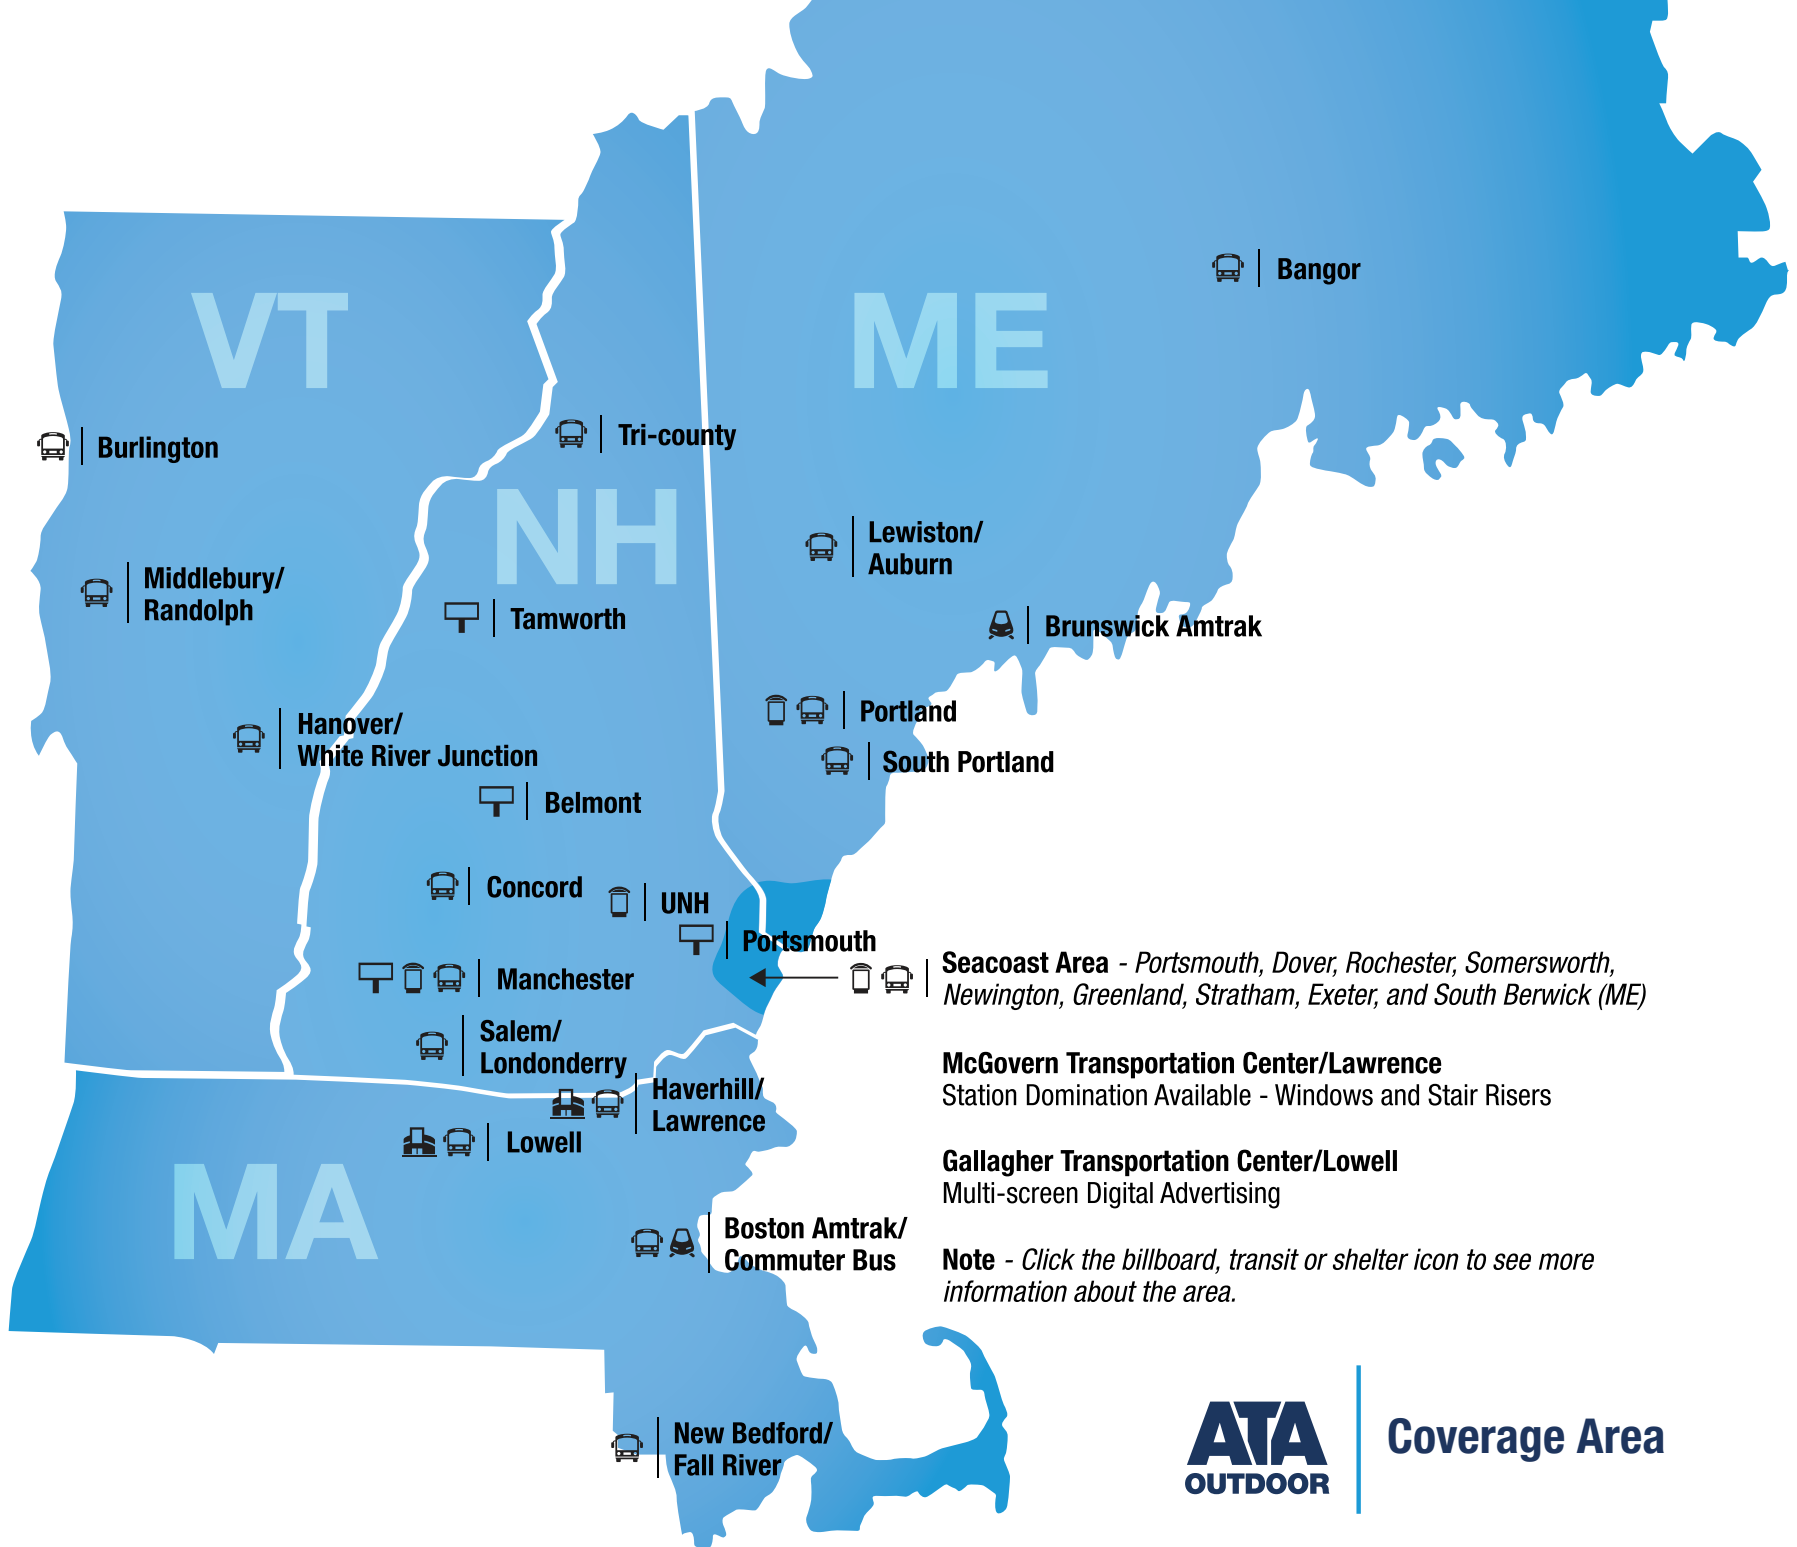 VT
ME
Bangor
Burlington
Tri-county
NH
Lewiston/
Auburn
Middlebury/
Randolph
Tamworth
Brunswick Amtrak
Portland
Hanover/
White River Junction
South Portland
Belmont
Concord
UNH
Portsmouth
Manchester
Seacoast Area - Portsmouth, Dover, Rochester, Somersworth,
Newington, Greenland, Stratham, Exeter, and South Berwick (ME)
Salem/
Londonderry
Haverhill/
Lawrence
McGovern Transportation Center/Lawrence
Station Domination Available - Windows and Stair Risers
Lowell
MA
Gallagher Transportation Center/Lowell
Multi-screen Digital Advertising
Boston Amtrak/
Commuter Bus
Note - Click the billboard, transit or shelter icon to see more
information about the area.
New Bedford/
Fall River
ATA
OUTDOOR
Coverage Area